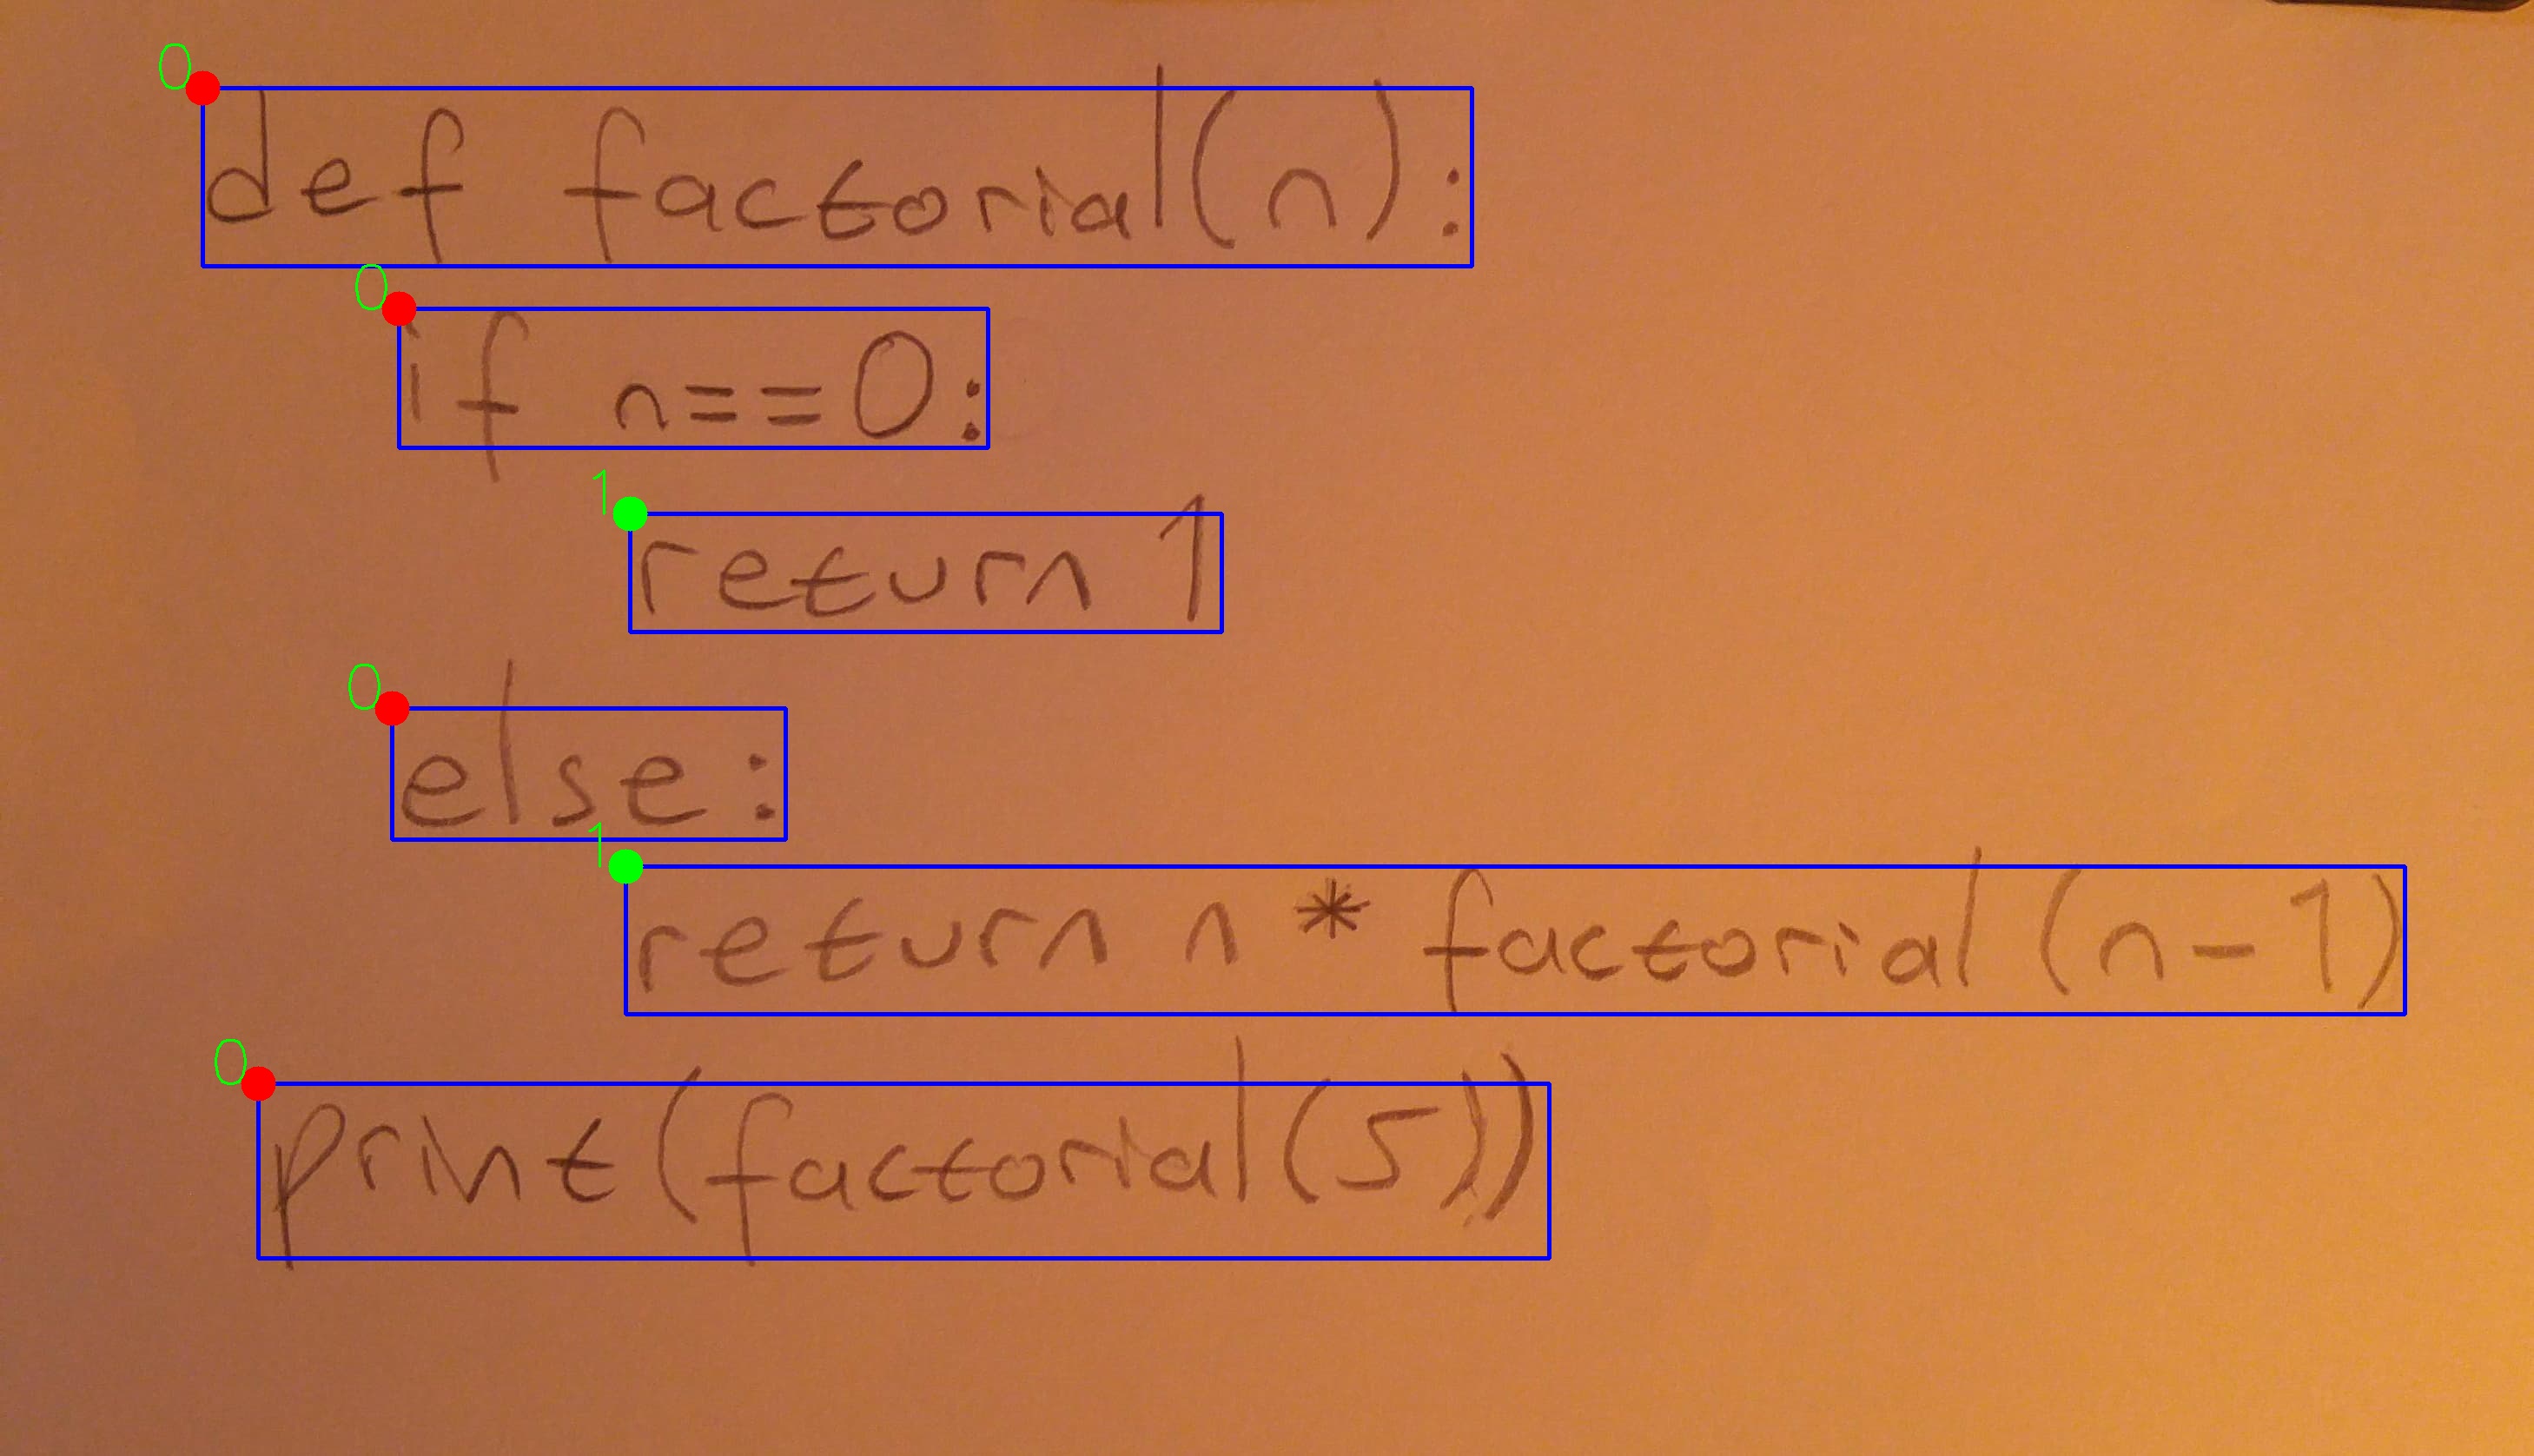 0
def factorial(n):
0
if n==0:
1
return 1
0
else:
1
return n * factorial (n-1)
0
print(factorial(5))